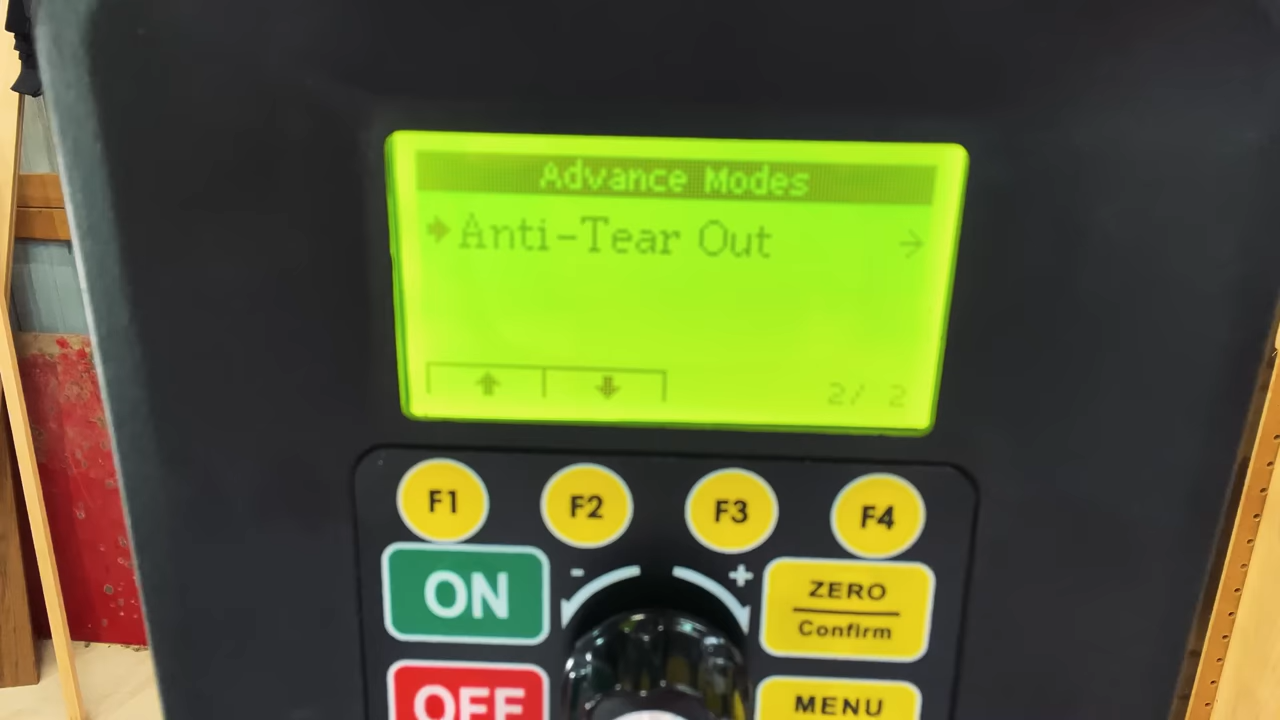 Advance Modes
Anti-Tear Out
2/ 2
F1 F2 F3 F4
ON
- +
ZERO
Confirm
OFF
MENU